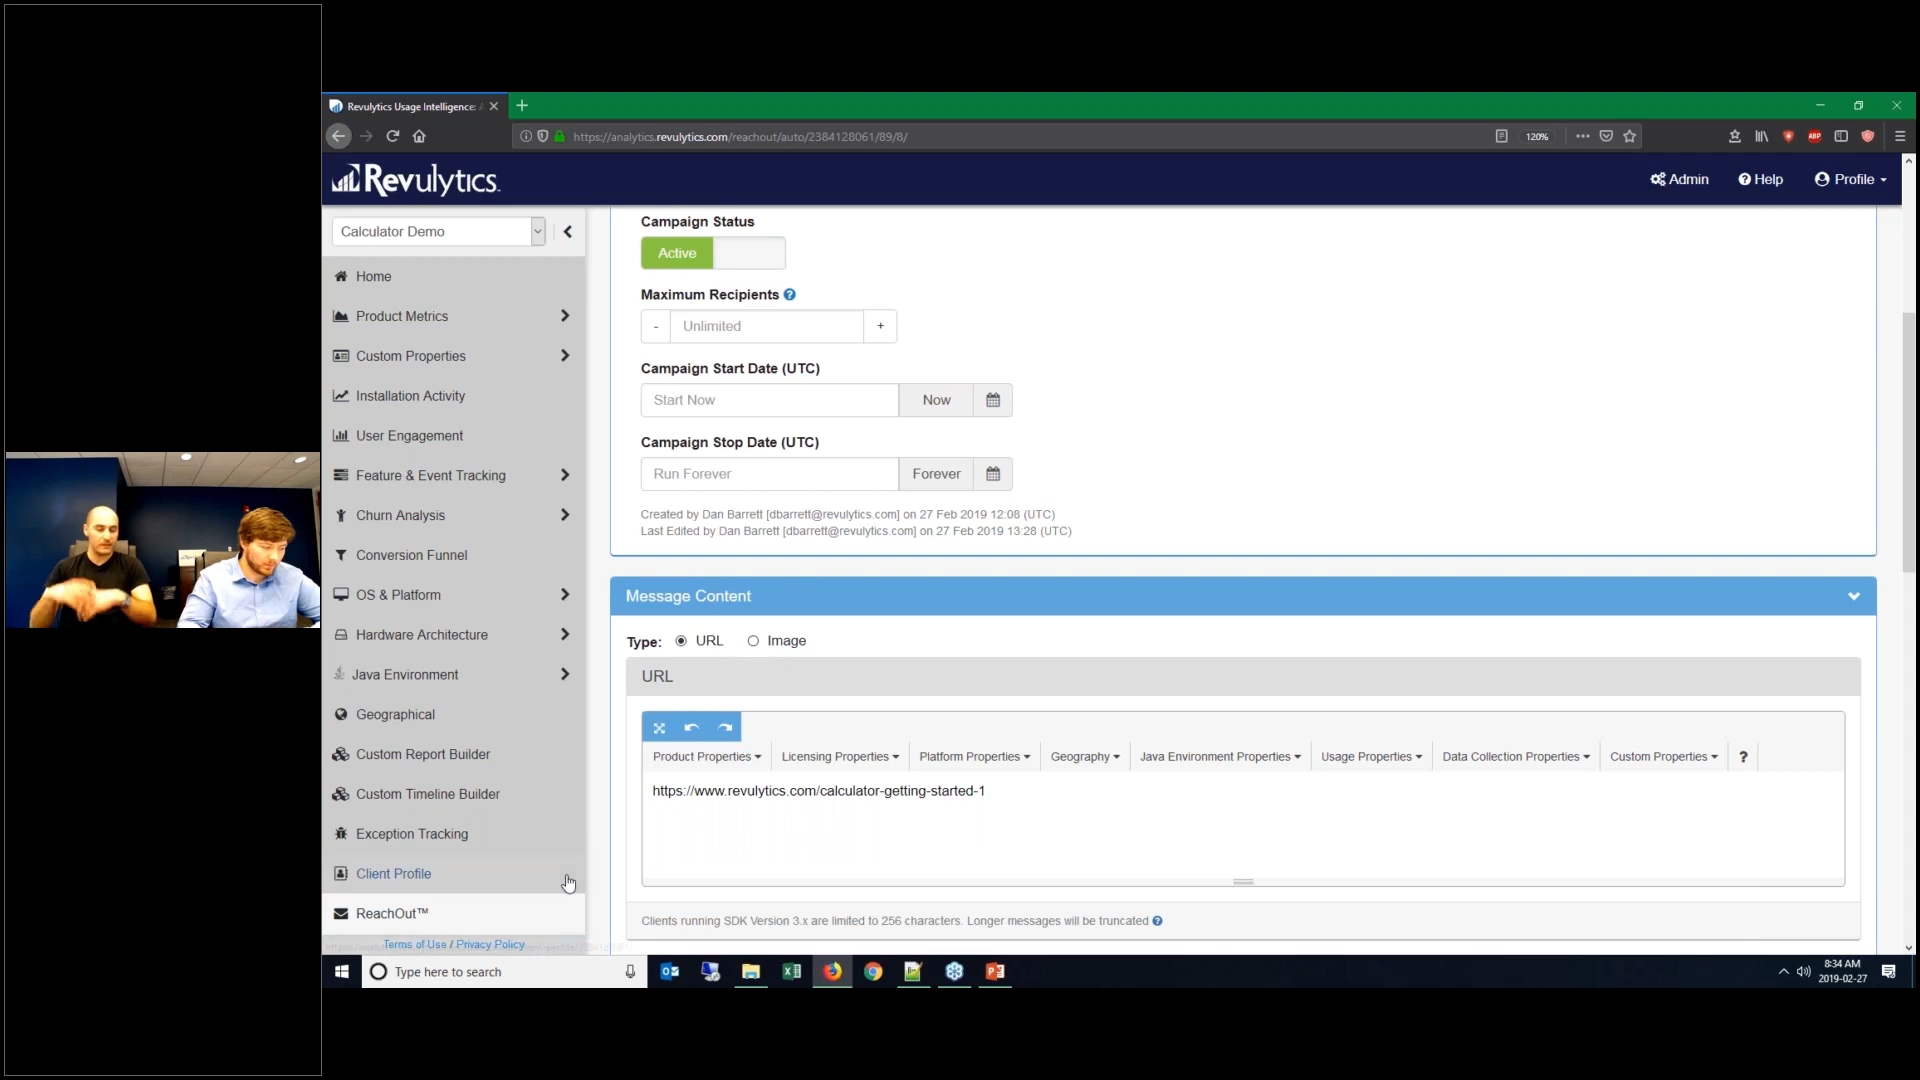 Revulytics Usage Intelligence:
https://analytics.revulytics.com/reachout/auto/2384128061/89/8/
120%
ABP
Revulytics
Admin
Help
Profile
Calculator Demo
Home
Product Metrics
Custom Properties
Installation Activity
User Engagement
Feature & Event Tracking
Churn Analysis
Conversion Funnel
OS & Platform
Hardware Architecture
Java Environment
Geographical
Custom Report Builder
Custom Timeline Builder
Exception Tracking
Client Profile
ReachOut™
Terms of Use / Privacy Policy
Campaign Status
Active
Maximum Recipients ?
- Unlimited +
Campaign Start Date (UTC)
Start Now Now
Campaign Stop Date (UTC)
Run Forever Forever
Created by Dan Barrett [dbarrett@revulytics.com] on 27 Feb 2019 12:08 (UTC)
Last Edited by Dan Barrett [dbarrett@revulytics.com] on 27 Feb 2019 13:28 (UTC)
Message Content
Type: URL Image
URL
Product Properties Licensing Properties Platform Properties Geography Java Environment Properties Usage Properties Data Collection Properties Custom Properties ?
https://www.revulytics.com/calculator-getting-started-1
Clients running SDK Version 3.x are limited to 256 characters. Longer messages will be truncated ?
Type here to search
8:34 AM
2019-02-27